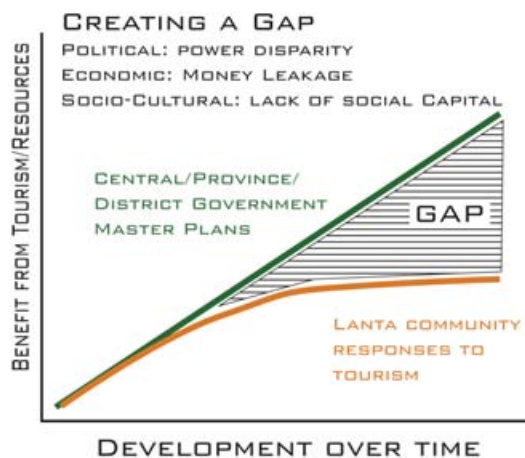 Creating a Gap
Political: power disparity
Economic: Money Leakage
Socio-Cultural: lack of social Capital
Benefit from Tourism/Resources
Central/Province/
District Government
Master Plans
GAP
Lanta community
responses to
tourism
Development over time